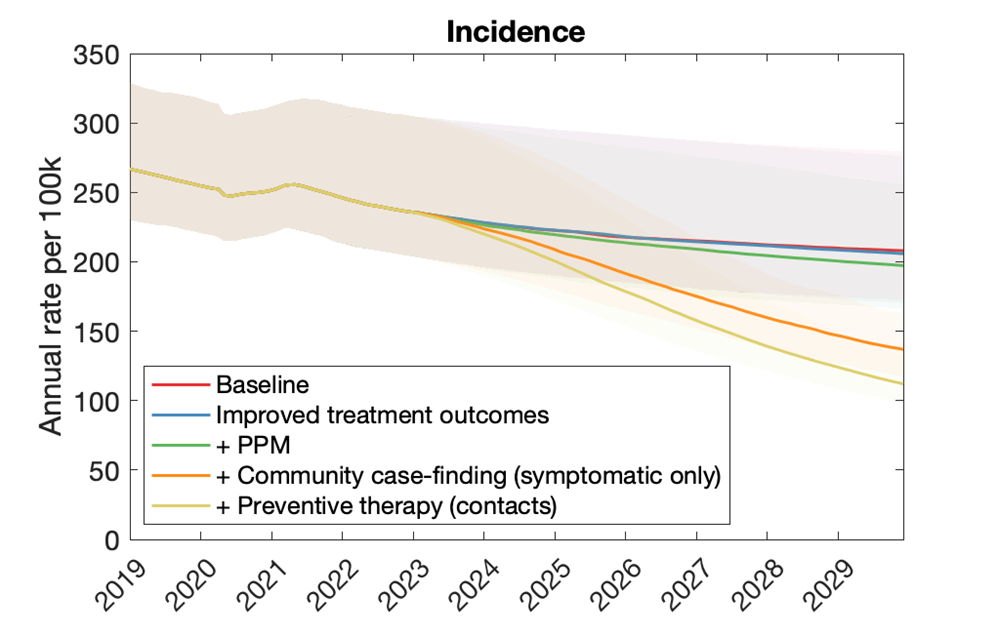 Incidence
Annual rate per 100k
350
300
250
200
150
100
50
0
Baseline
Improved treatment outcomes
+ PPM
+ Community case-finding (symptomatic only)
+ Preventive therapy (contacts)
2019
2020
2021
2022
2023
2024
2025
2026
2027
2028
2029